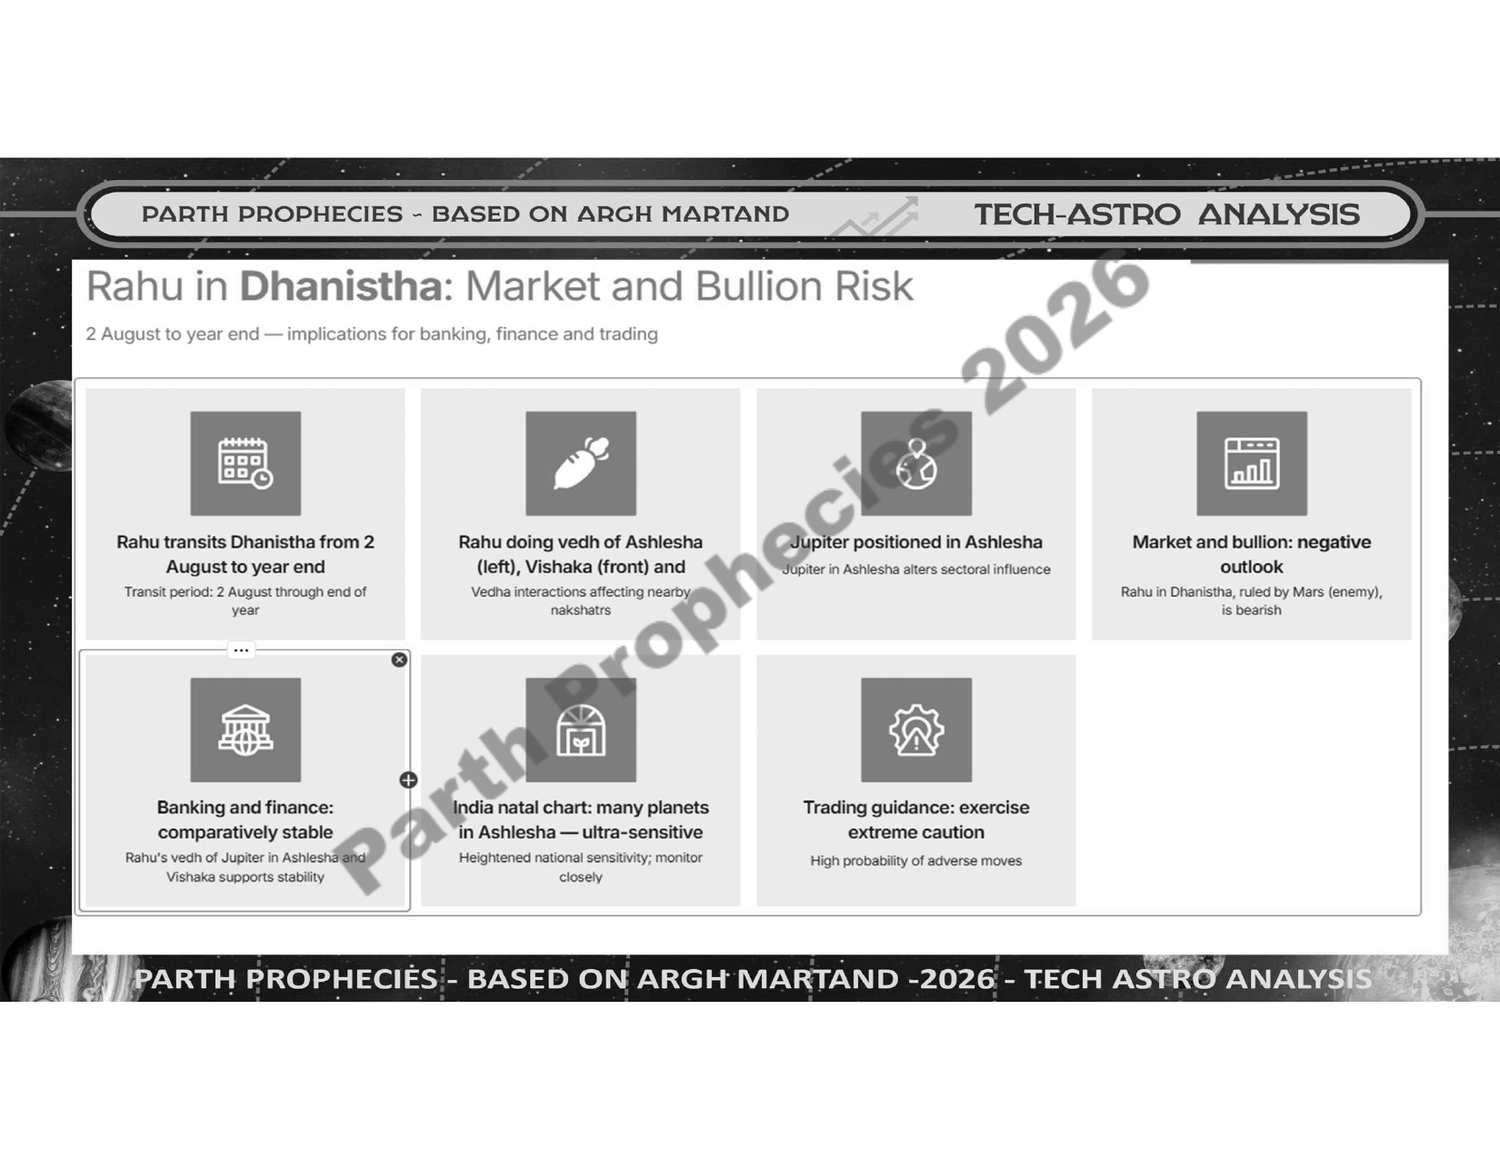 PARTH PROPHECIES ~ BASED ON ARGH MARTAND
TECH-ASTRO ANALYSIS
Rahu in Dhanistha: Market and Bullion Risk
2 August to year end — implications for banking, finance and trading
Rahu transits Dhanistha from 2
August to year end
Transit period: 2 August through end of
year
Rahu doing vedh of Ashlesha
(left), Vishaka (front) and
Vedha interactions affecting nearby
nakshatrs
Jupiter positioned in Ashlesha
Jupiter in Ashlesha alters sectoral influence
Market and bullion: negative
outlook
Rahu in Dhanistha, ruled by Mars (enemy),
is bearish
Banking and finance:
comparatively stable
Rahu's vedh of Jupiter in Ashlesha and
Vishaka supports stability
India natal chart: many planets
in Ashlesha — ultra-sensitive
Heightened national sensitivity; monitor
closely
Trading guidance: exercise
extreme caution
High probability of adverse moves
Parth Prophecies 2026
PARTH PROPHECIES - BASED ON ARGH MARTAND -2026 - TECH ASTRO ANALYSIS